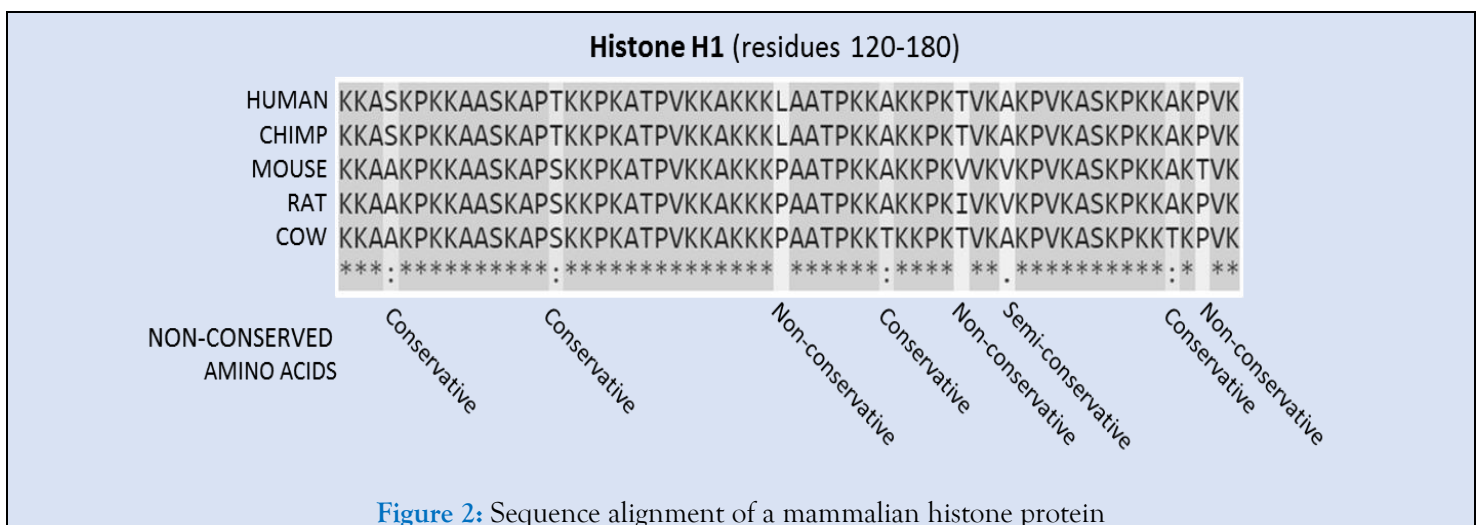 Histone H1 (residues 120-180)
HUMAN KKASKPKKAASKAPTKKPKATPVKKAKKKLAATPKKAKKPKTVKAKPVKASKPKKAKPVK
CHIMP KKASKPKKAASKAPTKKPKATPVKKAKKKLAATPKKAKKPKTVKAKPVKASKPKKAKPVK
MOUSE KKAAKPKKAASKAPSKKPKATPVKKAKKKPAATPKKAKKPKVVKVKPVKASKPKKAKTVK
RAT KKAAKPKKAASKAPSKKPKATPVKKAKKKPAATPKKAKKPKIVKVKPVKASKPKKAKPVK
COW KKAAKPKKAASKAPSKKPKATPVKKAKKKPAATPKKTKKPKTVKAKPVKASKPKKTKPVK
***:**********:************** ******:**** **.**********:* **
NON-CONSERVED
AMINO ACIDS
Conservative
Conservative
Non-conservative
Conservative
Non-conservative
Semi-conservative
Conservative
Non-conservative
Figure 2: Sequence alignment of a mammalian histone protein